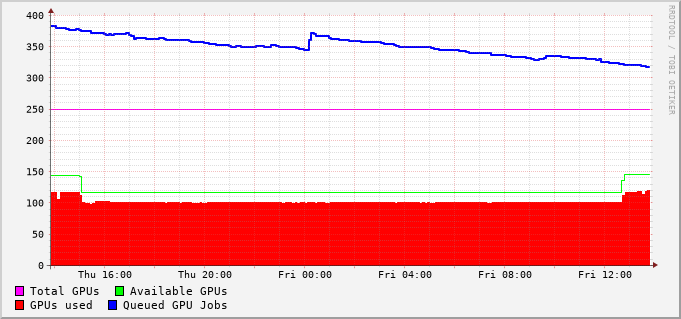 400
350
300
250
200
150
100
50
0
Thu 16:00 Thu 20:00 Fri 00:00 Fri 04:00 Fri 08:00 Fri 12:00
Total GPUs Available GPUs
GPUs used Queued GPU Jobs
RRDTOOL / TOBI OETIKER